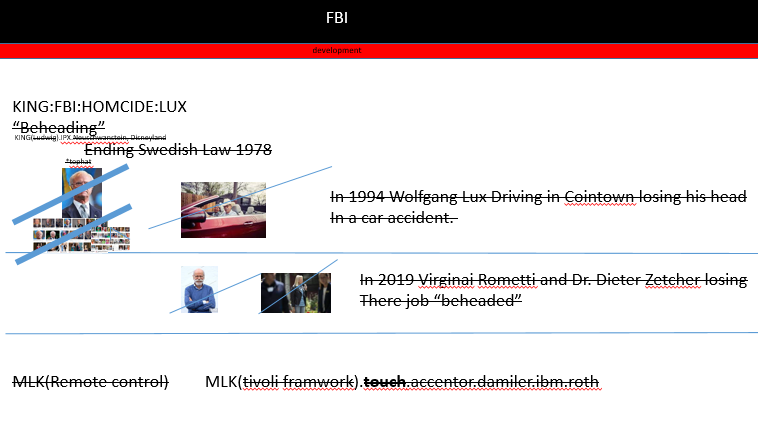 FBI
development
KING:FBI:HOMCIDE:LUX
“Beheading”
KING(Ludwig).IPX Neuschwanstein, Disneyland
Ending Swedish Law 1978
*tophat
In 1994 Wolfgang Lux Driving in Cointown losing his head
In a car accident.
In 2019 Virginai Rometti and Dr. Dieter Zetcher losing
There job “beheaded”
MLK(Remote control) MLK(tivoli framwork).touch.accentor.damiler.ibm.roth